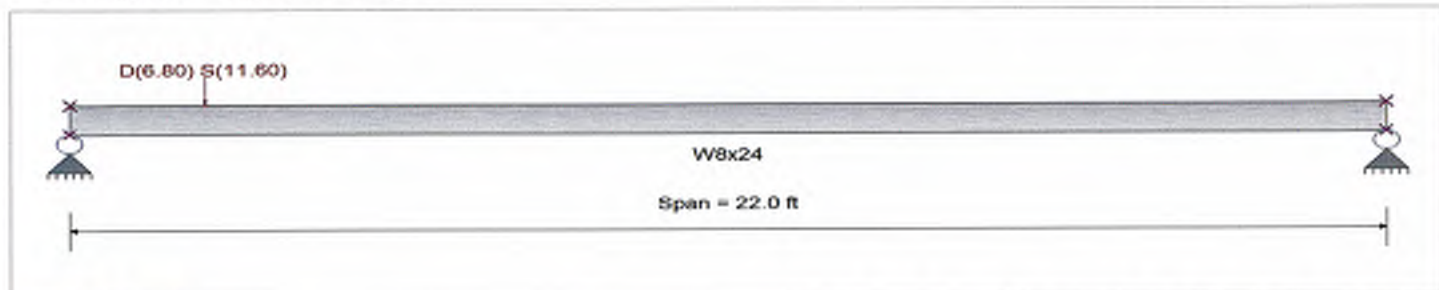 D(6.80) S(11.60)
W8x24
Span = 22.0 ft